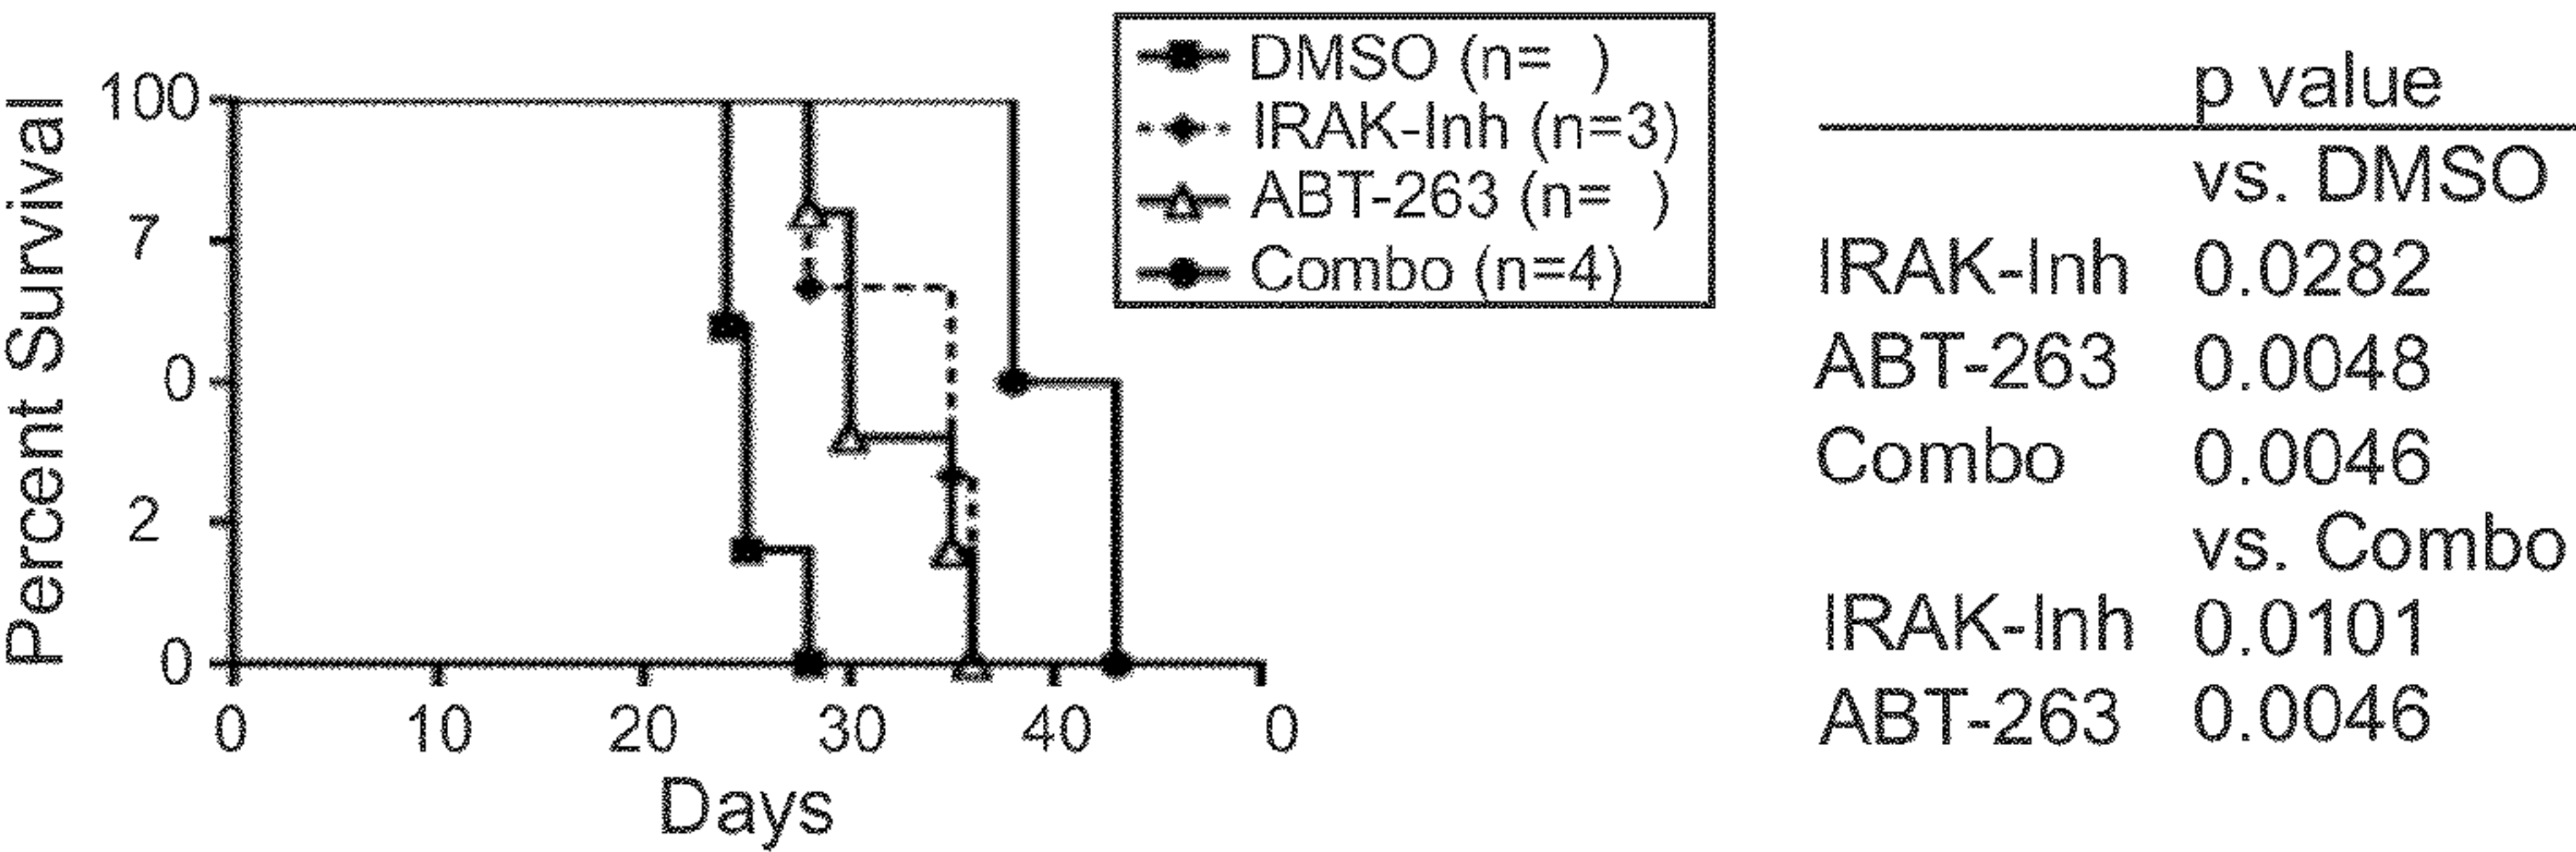 Percent Survival
100
7
0
2
0
0 10 20 30 40 0
Days
DMSO (n= )
IRAK-Inh (n=3)
ABT-263 (n= )
Combo (n=4)
p value
vs. DMSO
IRAK-Inh 0.0282
ABT-263 0.0048
Combo 0.0046
vs. Combo
IRAK-Inh 0.0101
ABT-263 0.0046